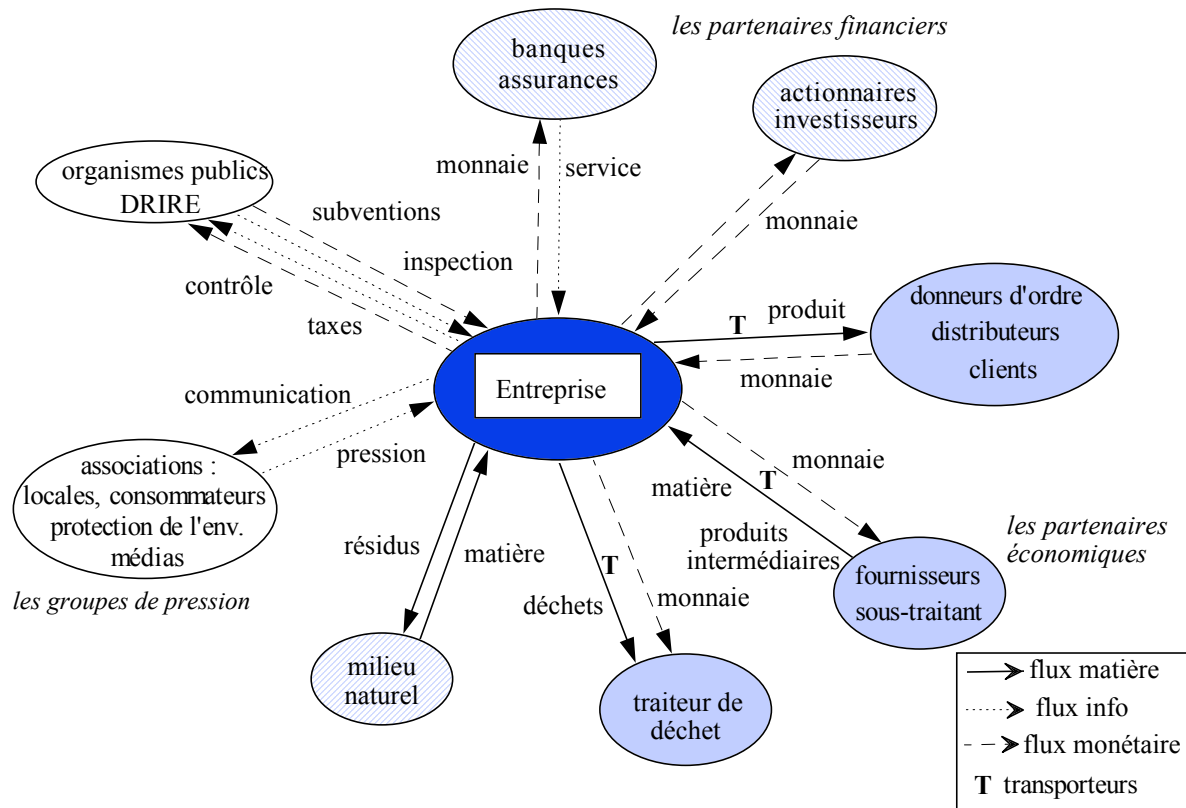 les partenaires financiers
banques
assurances
actionnaires
investisseurs
monnaie
service
organismes publics
DRIRE
subventions
monnaie
inspection
contrôle
taxes
produit
T
donneurs d'ordre
distributeurs
clients
monnaie
Entreprise
communication
pression
associations :
locales, consommateurs
protection de l'env.
médias
les groupes de pression
monnaie
T
matière
produits
intermédiaires
les partenaires
économiques
fournisseurs
sous-traitant
résidus
matière
T
déchets
monnaie
milieu
naturel
traiteur de
déchet
flux matière
flux info
flux monétaire
T transporteurs